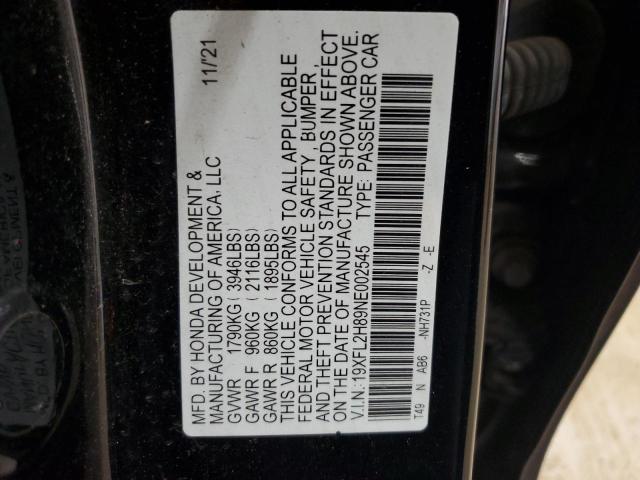 MFD. BY HONDA DEVELOPMENT & 11/'21
MANUFACTURING OF AMERICA, LLC
GVWR 1790KG ( 3946LBS)
GAWR F 960KG ( 2116LBS)
GAWR R 860KG ( 1895LBS)
THIS VEHICLE CONFORMS TO ALL APPLICABLE
FEDERAL MOTOR VEHICLE SAFETY , BUMPER ,
AND THEFT PREVENTION STANDARDS IN EFFECT
ON THE DATE OF MANUFACTURE SHOWN ABOVE.
V.I.N: 19XFL2H89NE002545 TYPE: PASSENGER CAR
T49 N AB6 -NH731P -Z -E